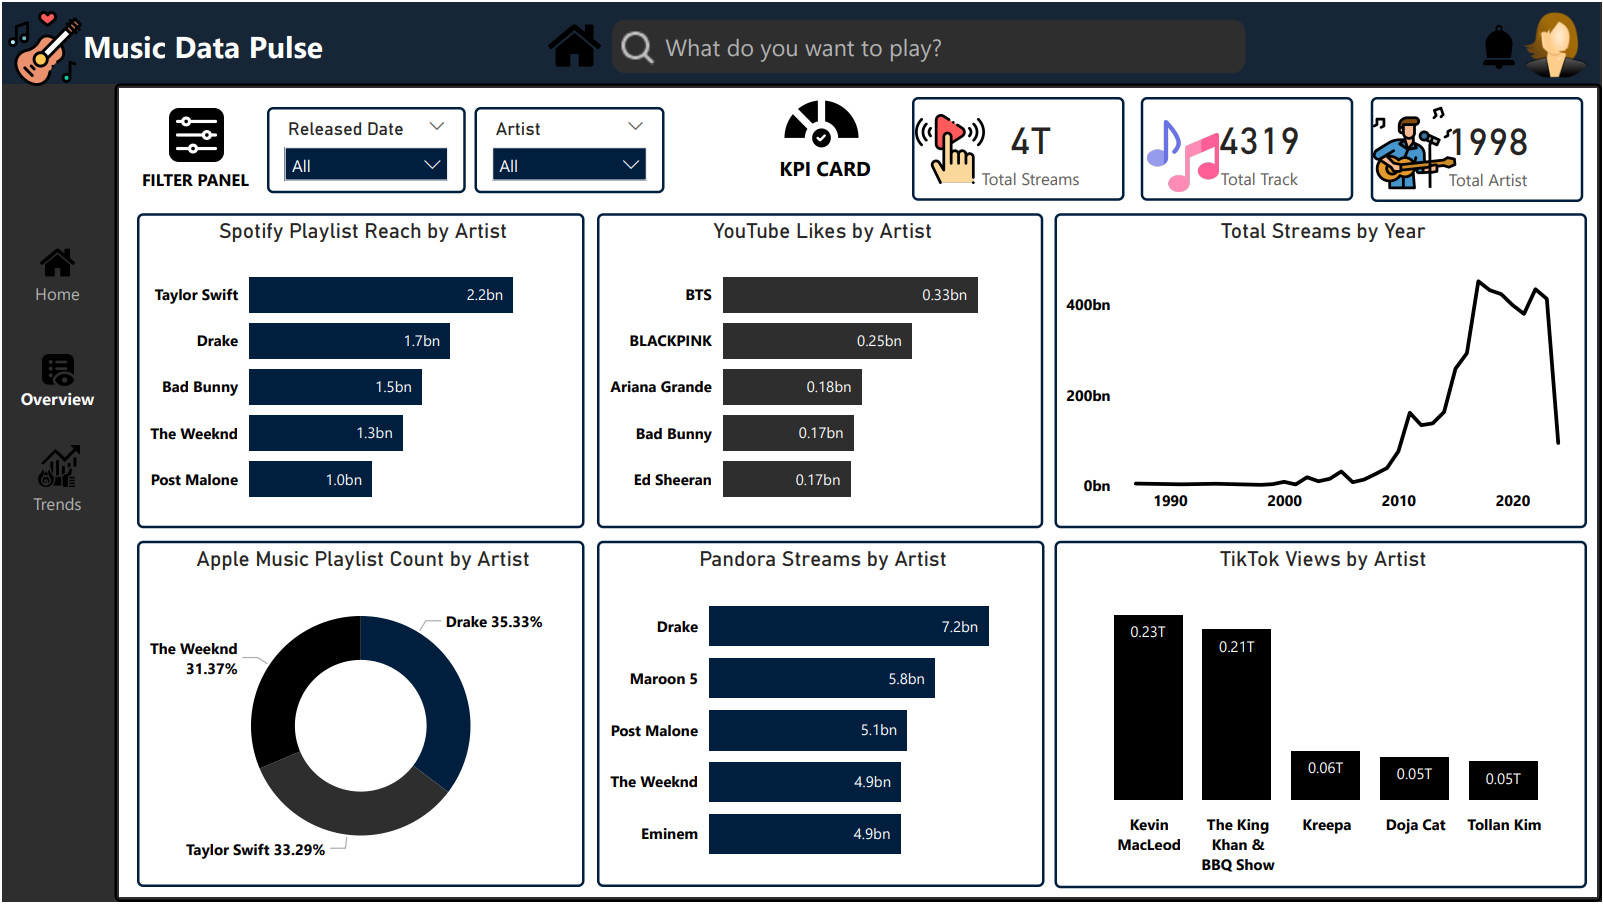 Music Data Pulse
What do you want to play?
FILTER PANEL
Released Date
All
Artist
All
KPI CARD
4T
Total Streams
4319
Total Track
1998
Total Artist
Home
Overview
Trends
Spotify Playlist Reach by Artist
Taylor Swift 2.2bn
Drake 1.7bn
Bad Bunny 1.5bn
The Weeknd 1.3bn
Post Malone 1.0bn
YouTube Likes by Artist
BTS 0.33bn
BLACKPINK 0.25bn
Ariana Grande 0.18bn
Bad Bunny 0.17bn
Ed Sheeran 0.17bn
Total Streams by Year
400bn
200bn
0bn
1990 2000 2010 2020
Apple Music Playlist Count by Artist
Drake 35.33%
The Weeknd
31.37%
Taylor Swift 33.29%
Pandora Streams by Artist
Drake 7.2bn
Maroon 5 5.8bn
Post Malone 5.1bn
The Weeknd 4.9bn
Eminem 4.9bn
TikTok Views by Artist
0.23T
0.21T
0.06T
0.05T
0.05T
Kevin
MacLeod
The King
Khan &
BBQ Show
Kreepa
Doja Cat
Tollan Kim